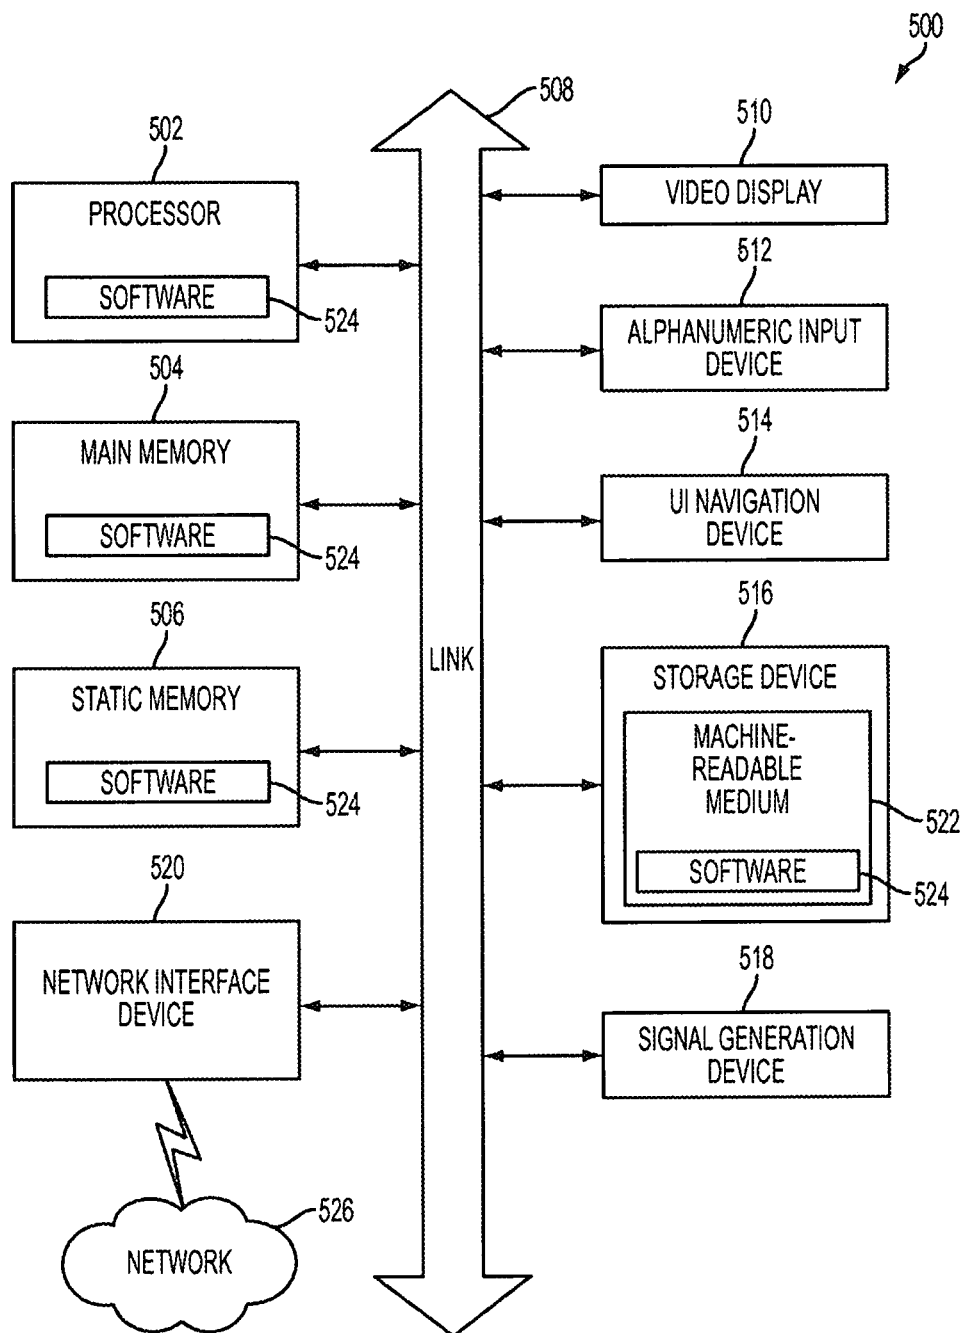 500
508
502
PROCESSOR
SOFTWARE
524
504
MAIN MEMORY
SOFTWARE
524
506
STATIC MEMORY
SOFTWARE
524
520
NETWORK INTERFACE
DEVICE
526
NETWORK
LINK
510
VIDEO DISPLAY
512
ALPHANUMERIC INPUT
DEVICE
514
UI NAVIGATION
DEVICE
516
STORAGE DEVICE
MACHINE-
READABLE
MEDIUM
522
SOFTWARE
524
518
SIGNAL GENERATION
DEVICE